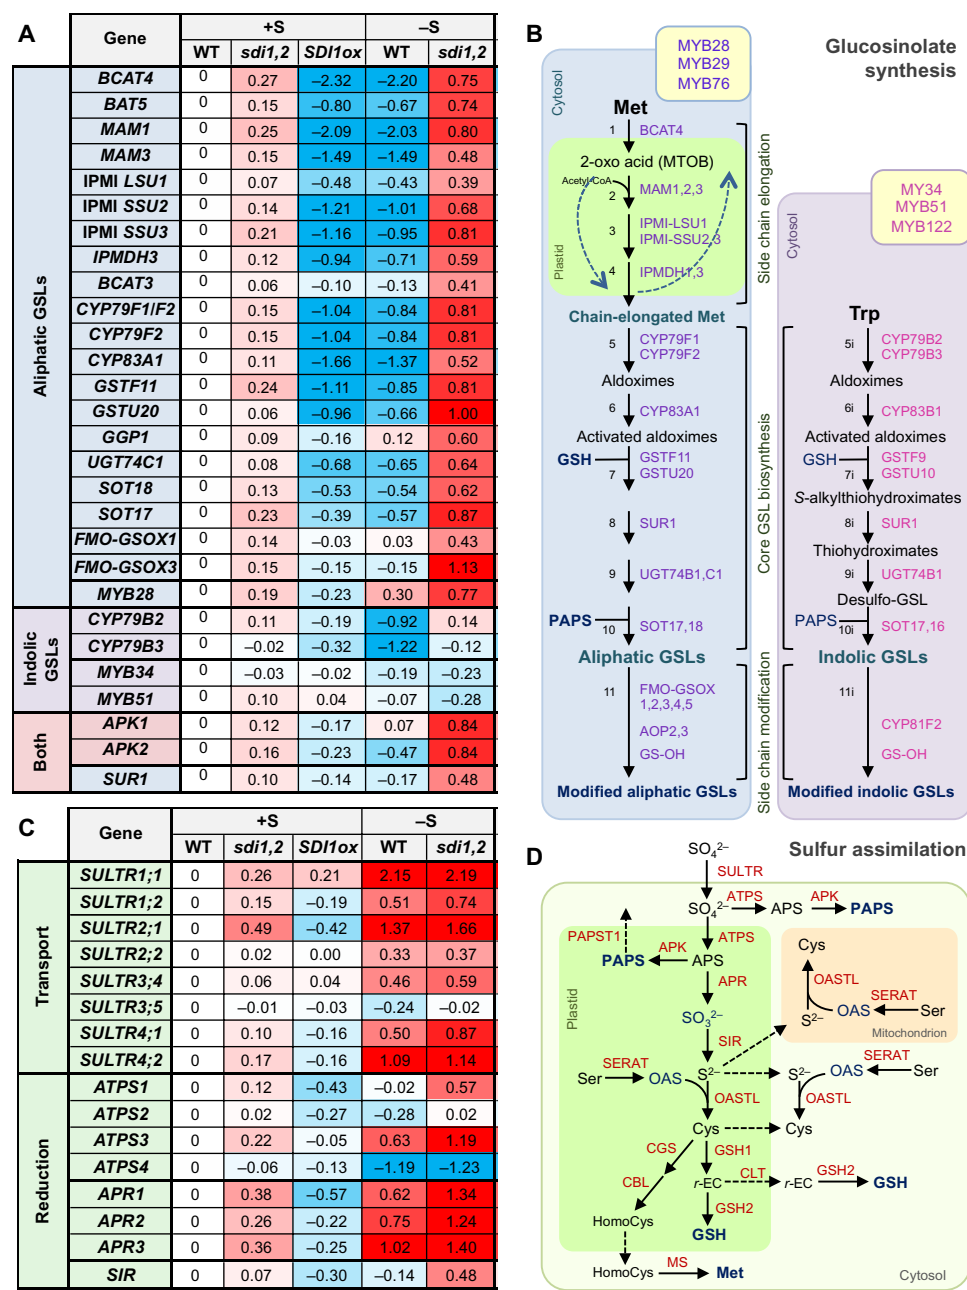 A
Gene
+S
–S
WT
sdi1,2
SDI1ox
WT
sdi1,2
Aliphatic GSLs
BCAT4 0 0.27 –2.32 –2.20 0.75
BAT5 0 0.15 –0.80 –0.67 0.74
MAM1 0 0.25 –2.09 –2.03 0.80
MAM3 0 0.15 –1.49 –1.49 0.48
IPMI LSU1 0 0.07 –0.48 –0.43 0.39
IPMI SSU2 0 0.14 –1.21 –1.01 0.68
IPMI SSU3 0 0.21 –1.16 –0.95 0.81
IPMDH3 0 0.12 –0.94 –0.71 0.59
BCAT3 0 0.06 –0.10 –0.13 0.41
CYP79F1/F2 0 0.15 –1.04 –0.84 0.81
CYP79F2 0 0.15 –1.04 –0.84 0.81
CYP83A1 0 0.11 –1.66 –1.37 0.52
GSTF11 0 0.24 –1.11 –0.85 0.81
GSTU20 0 0.06 –0.96 –0.66 1.00
GGP1 0 0.09 –0.16 0.12 0.60
UGT74C1 0 0.08 –0.68 –0.65 0.64
SOT18 0 0.13 –0.53 –0.54 0.62
SOT17 0 0.23 –0.39 –0.57 0.87
FMO-GSOX1 0 0.14 –0.03 0.03 0.43
FMO-GSOX3 0 0.15 –0.15 –0.15 1.13
MYB28 0 0.19 –0.23 0.30 0.77
Indolic GSLs
CYP79B2 0 0.11 –0.19 –0.92 0.14
CYP79B3 0 –0.02 –0.32 –1.22 –0.12
MYB34 0 –0.03 –0.02 –0.19 –0.23
MYB51 0 0.10 0.04 –0.07 –0.28
Both
APK1 0 0.12 –0.17 0.07 0.84
APK2 0 0.16 –0.23 –0.47 0.84
SUR1 0 0.10 –0.14 –0.17 0.48
B
Glucosinolate
synthesis
MYB28
MYB29
MYB76
Cytosol
Met
1 BCAT4
2-oxo acid (MTOB)
Acetyl-CoA
2 MAM1,2,3
3 IPMI-LSU1
IPMI-SSU2,3
Plastid
4 IPMDH1,3
Side chain elongation
Chain-elongated Met
5 CYP79F1
CYP79F2
Aldoximes
6 CYP83A1
Activated aldoximes
GSH
7 GSTF11
GSTU20
8 SUR1
9 UGT74B1,C1
PAPS
10 SOT17,18
Aliphatic GSLs
11 FMO-GSOX
1,2,3,4,5
AOP2,3
GS-OH
Modified aliphatic GSLs
Core GSL biosynthesis
Side chain modification
MY34
MYB51
MYB122
Cytosol
Trp
5i CYP79B2
CYP79B3
Aldoximes
6i CYP83B1
Activated aldoximes
GSH
7i GSTF9
GSTU10
S-alkylthiohydroximates
8i SUR1
Thiohydroximates
9i UGT74B1
Desulfo-GSL
PAPS
10i SOT17,16
Indolic GSLs
11i
CYP81F2
GS-OH
Modified indolic GSLs
C
Gene
+S
–S
WT
sdi1,2
SDI1ox
WT
sdi1,2
Transport
SULTR1;1 0 0.26 0.21 2.15 2.19
SULTR1;2 0 0.15 –0.19 0.51 0.74
SULTR2;1 0 0.49 –0.42 1.37 1.66
SULTR2;2 0 0.02 0.00 0.33 0.37
SULTR3;4 0 0.06 0.04 0.46 0.59
SULTR3;5 0 –0.01 –0.03 –0.24 –0.02
SULTR4;1 0 0.10 –0.16 0.50 0.87
SULTR4;2 0 0.17 –0.16 1.09 1.14
Reduction
ATPS1 0 0.12 –0.43 –0.02 0.57
ATPS2 0 0.02 –0.27 –0.28 0.02
ATPS3 0 0.22 –0.05 0.63 1.19
ATPS4 0 –0.06 –0.13 –1.19 –1.23
APR1 0 0.38 –0.57 0.62 1.34
APR2 0 0.26 –0.22 0.75 1.24
APR3 0 0.36 –0.25 1.02 1.40
SIR 0 0.07 –0.30 –0.14 0.48
D
Sulfur assimilation
SO₄²⁻
SULTR
SO₄²⁻ ATPS APS APK PAPS
PAPST1
ATPS
PAPS APK APS
APR
Plastid
SO₃²⁻
SIR
Cys
OASTL
SERAT
S²⁻ OAS Ser
Mitochondrion
SERAT
Ser OAS S²⁻
OASTL
Cys
SERAT
S²⁻ OAS Ser
OASTL
Cys
CGS
GSH1
CBL
r-EC CLT r-EC GSH2 GSH
GSH2
HomoCys
GSH
HomoCys MS Met
Cytosol